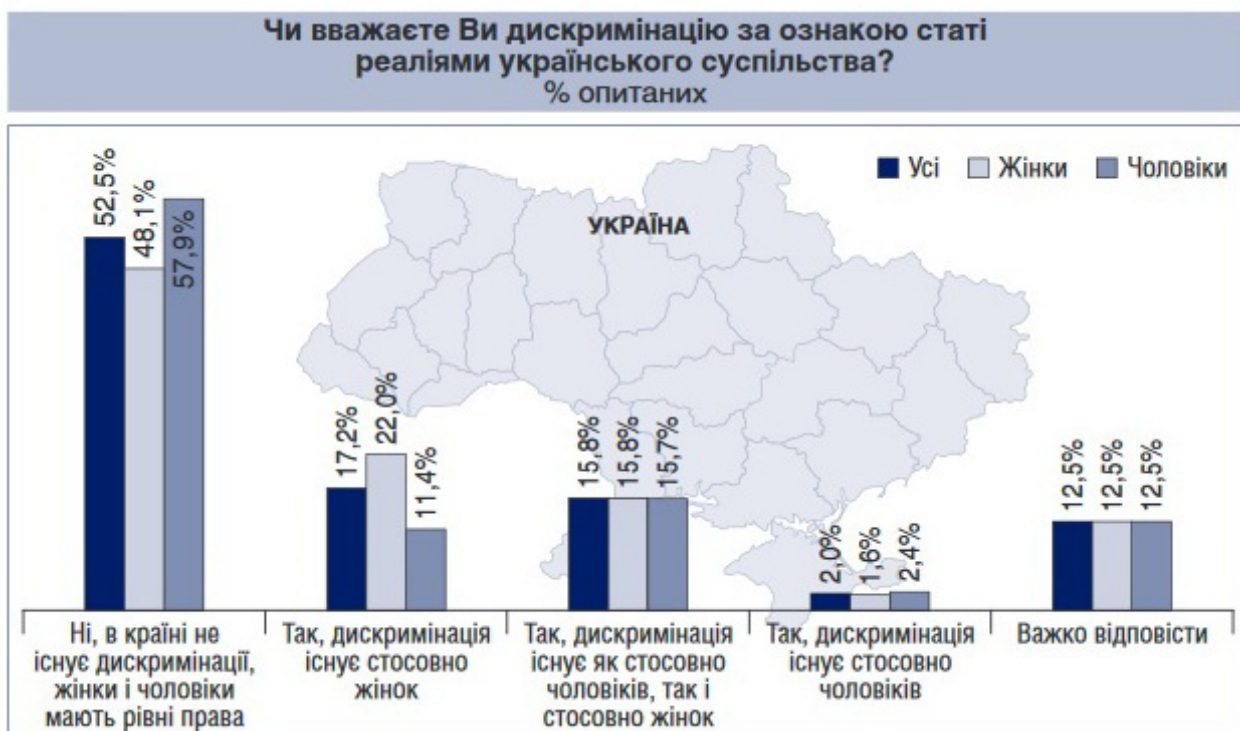 Чи вважаєте Ви дискримінацію за ознакою статі
реаліями українського суспільства?
% опитаних
Усі
Жінки
Чоловіки
УКРАЇНА
52,5%
48,1%
57,9%
17,2%
22,0%
11,4%
15,8%
15,8%
15,7%
2,0%
1,6%
2,4%
12,5%
12,5%
12,5%
Ні, в країні не
існує дискримінації,
жінки і чоловіки
мають рівні права
Так, дискримінація
існує стосовно
жінок
Так, дискримінація
існує як стосовно
чоловіків, так і
стосовно жінок
Так, дискримінація
існує стосовно
чоловіків
Важко відповісти